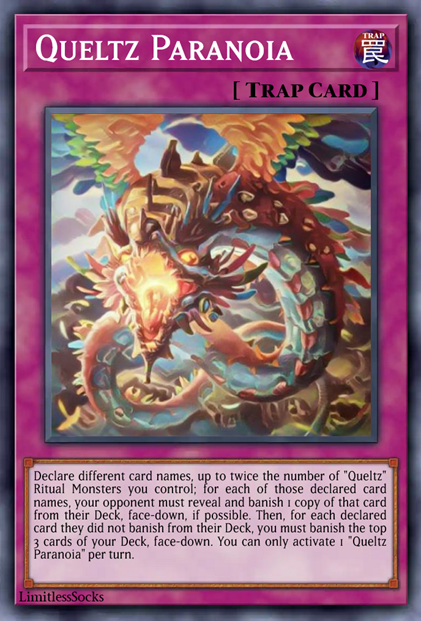 Queltz Paranoia
TRAP
罠
[ Trap Card ]
Declare different card names, up to twice the number of "Queltz"
Ritual Monsters you control; for each of those declared card
names, your opponent must reveal and banish 1 copy of that card
from their Deck, face-down, if possible. Then, for each declared
card they did not banish from their Deck, you must banish the top
3 cards of your Deck, face-down. You can only activate 1 "Queltz
Paranoia" per turn.
LimitlessSocks